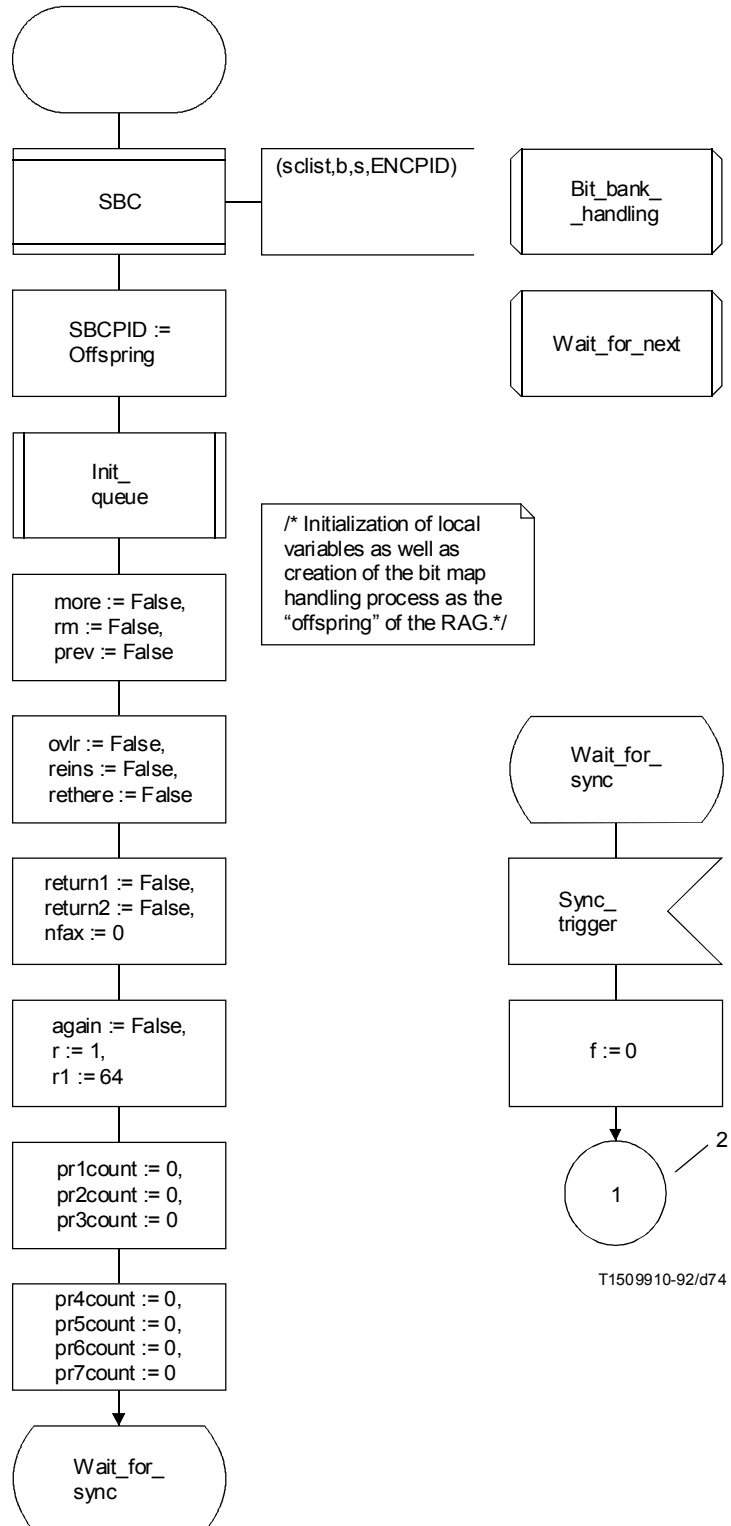 SBC
(sclist,b,s,ENCPID)
Bit_bank_
_handling
SBCPID :=
Offspring
Wait_for_next
Init_
queue
/* Initialization of local
variables as well as
creation of the bit map
handling process as the
“offspring” of the RAG.*/
more := False,
rm := False,
prev := False
ovlr := False,
reins := False,
rethere := False
return1 := False,
return2 := False,
nfax := 0
again := False,
r := 1,
r1 := 64
pr1count := 0,
pr2count := 0,
pr3count := 0
pr4count := 0,
pr5count := 0,
pr6count := 0,
pr7count := 0
Wait_for_
sync
Wait_for_
sync
Sync_
trigger
f := 0
1
2
T1509910-92/d74